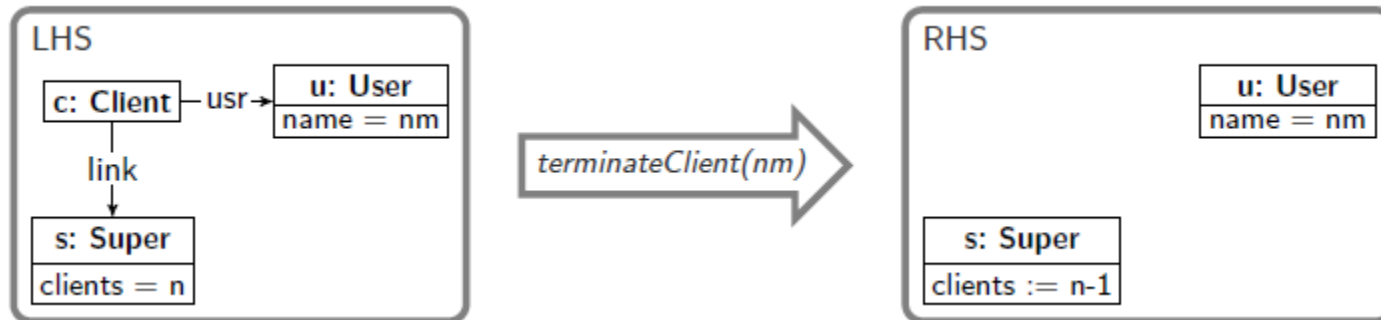 LHS
c: Client
usr
u: User
name = nm
link
s: Super
clients = n
terminateClient(nm)
RHS
u: User
name = nm
s: Super
clients := n-1